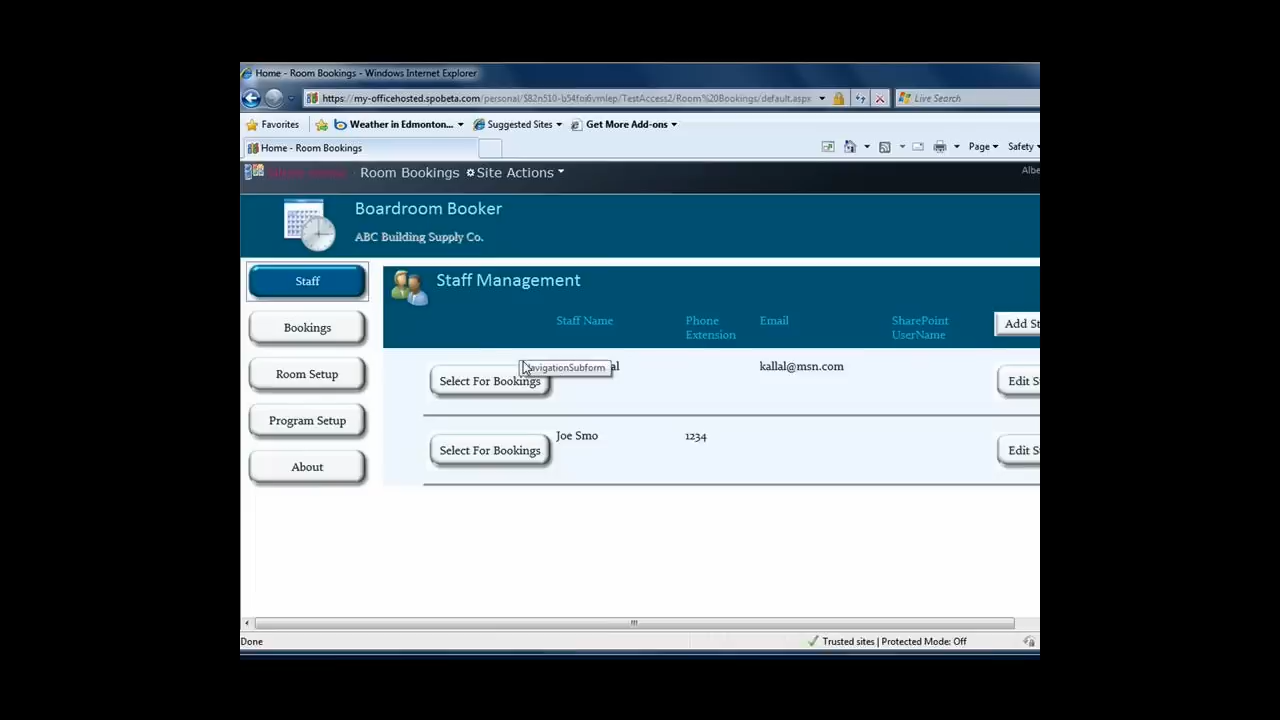 Home - Room Bookings - Windows Internet Explorer
https://my-officehosted.spobeta.com/personal/ /TestAccess2/Room%20Bookings/default.aspx
Live Search
Favorites Weather in Edmonton... Suggested Sites Get More Add-ons
Home - Room Bookings
Page Safety
Room Bookings Site Actions
Albe
Boardroom Booker
ABC Building Supply Co.
Staff
Bookings
Room Setup
Program Setup
About
Staff Management
Staff Name Phone Extension Email SharePoint UserName Add St
Select For Bookings al kallal@msn.com Edit S
NavigationSubform
Select For Bookings Joe Smo 1234 Edit S
Done
Trusted sites | Protected Mode: Off